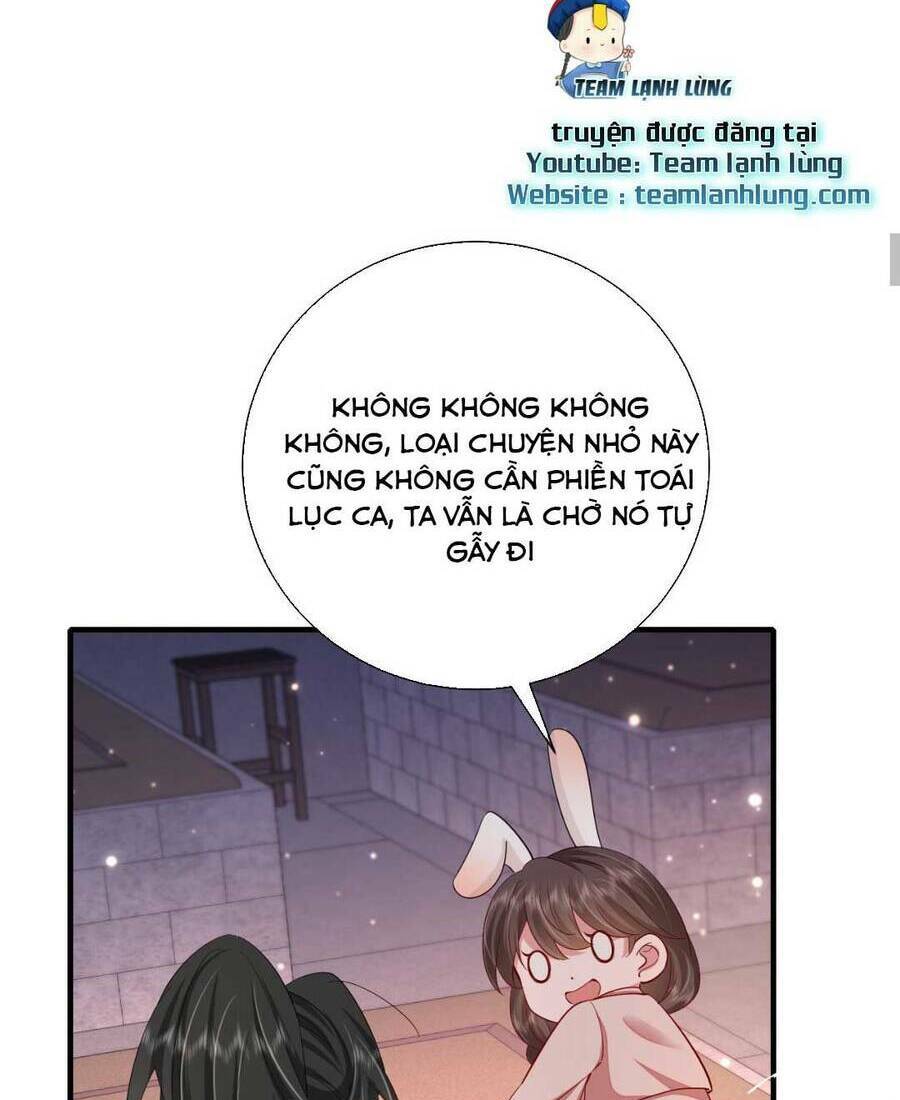 TEAM LẠNH LÙNG
truyện được đăng tại
Youtube: Team lạnh lùng
Website : teamlanhlung.com
KHÔNG KHÔNG KHÔNG
KHÔNG, LOẠI CHUYỆN NHỎ NÀY
CŨNG KHÔNG CẦN PHIỀN TOÁI
LỤC CA, TA VẪN LÀ CHỜ NÓ TỰ
GẪY ĐI